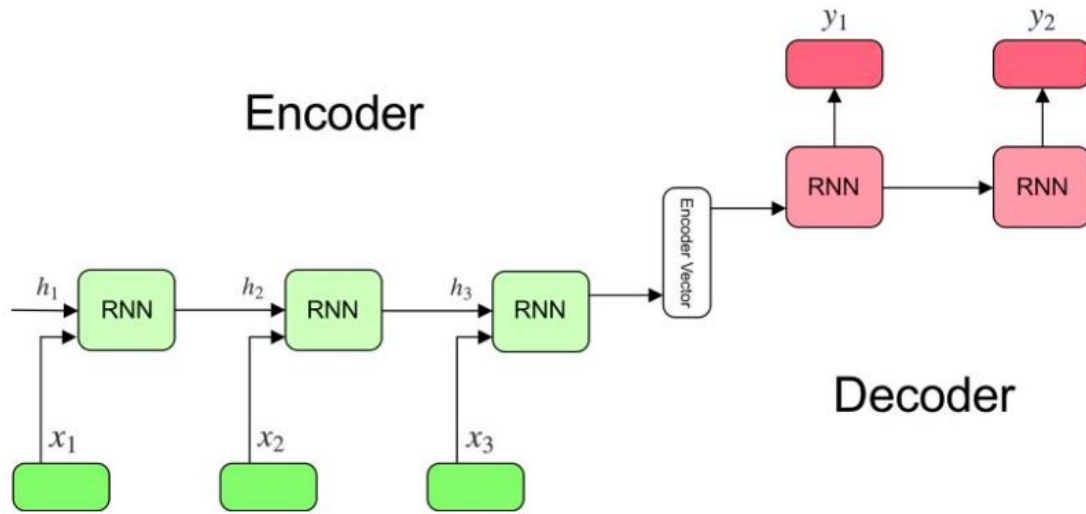 y₁ y₂
Encoder
RNN RNN
Encoder Vector
h₁ RNN h₂ RNN h₃ RNN
Decoder
x₁ x₂ x₃